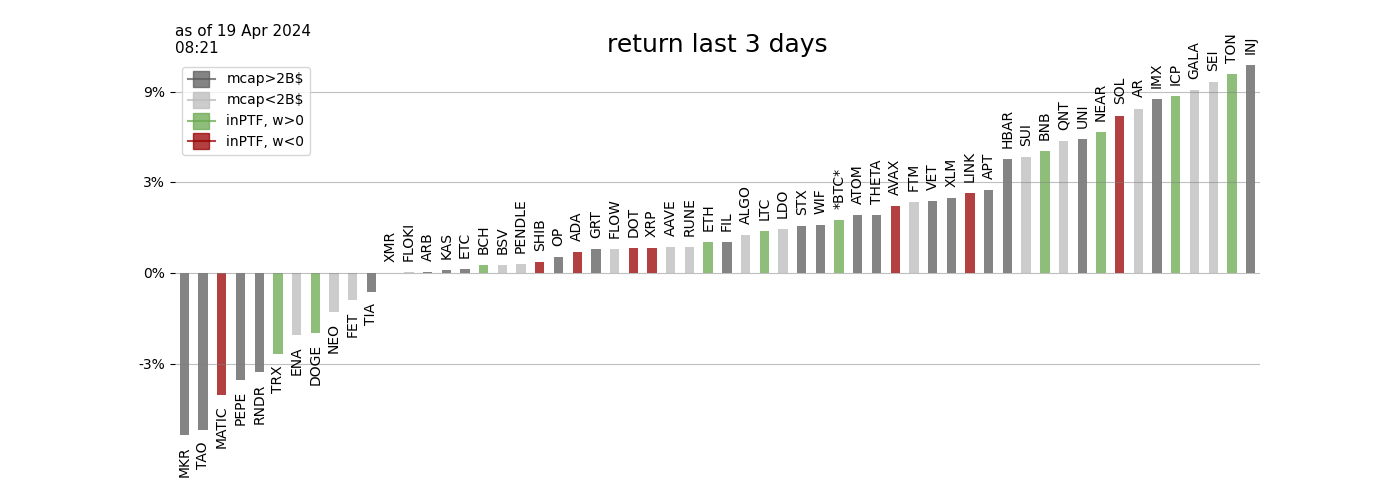 as of 19 Apr 2024
08:21
return last 3 days
mcap>2B$
mcap<2B$
inPTF, w>0
inPTF, w<0
9%
3%
0%
-3%
MKR
TAO
MATIC
PEPE
RNDR
TRX
ENA
DOGE
NEO
FET
TIA
XMR
FLOKI
ARB
KAS
ETC
BCH
BSV
PENDLE
SHIB
OP
ADA
GRT
FLOW
DOT
XRP
AAVE
RUNE
ETH
FIL
ALGO
LTC
LDO
STX
WIF
*BTC*
ATOM
THETA
AVAX
FTM
VET
XLM
LINK
APT
HBAR
SUI
BNB
QNT
UNI
NEAR
SOL
AR
IMX
ICP
GALA
SEI
TON
INJ